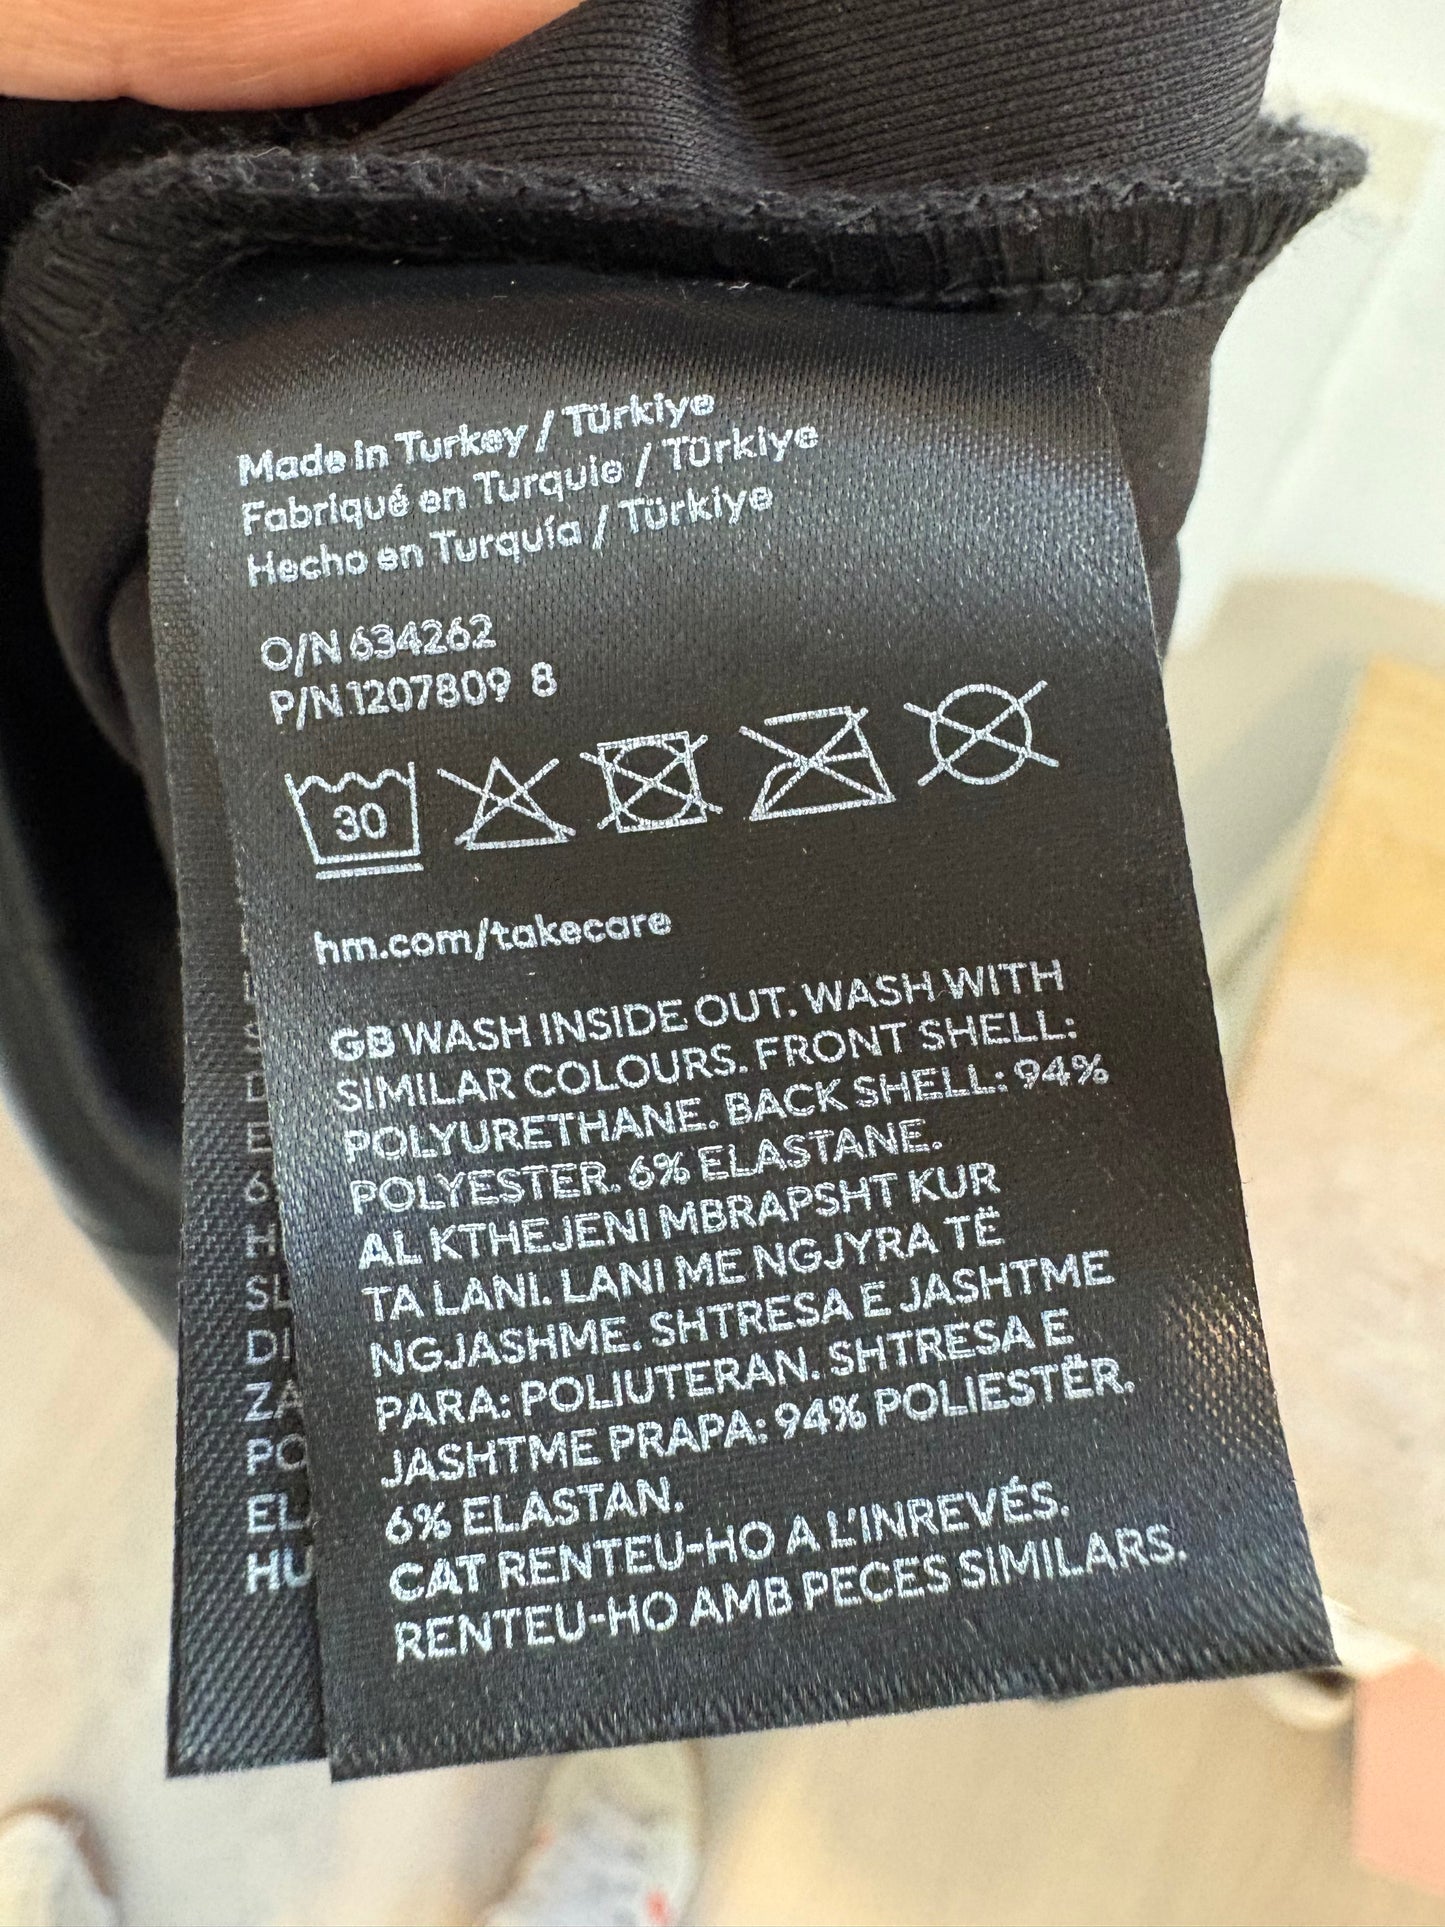 Made in Turkey / Türkiye
Fabriqué en Turquie / Türkiye
Hecho en Turquía / Türkiye
O/N 634262
P/N 1207809 8
30
hm.com/takecare
GB WASH INSIDE OUT. WASH WITH
SIMILAR COLOURS. FRONT SHELL:
POLYURETHANE. BACK SHELL: 94%
POLYESTER. 6% ELASTANE.
AL KTHEJENI MBRAPSHT KUR
TA LANI. LANI ME NGJYRA TË
NGJASHME. SHTRESA E JASHTME
PARA: POLIUTERAN. SHTRESA E
JASHTME PRAPA: 94% POLIESTËR.
6% ELASTAN.
CAT RENTEU-HO A L'INREVÉS.
RENTEU-HO AMB PECES SIMILARS.